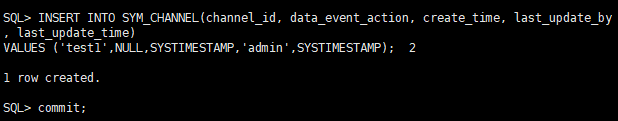 SQL> INSERT INTO SYM_CHANNEL(channel_id, data_event_action, create_time, last_update_by
, last_update_time)
VALUES ('test1',NULL,SYSTIMESTAMP,'admin',SYSTIMESTAMP);  2
1 row created.
SQL> commit;